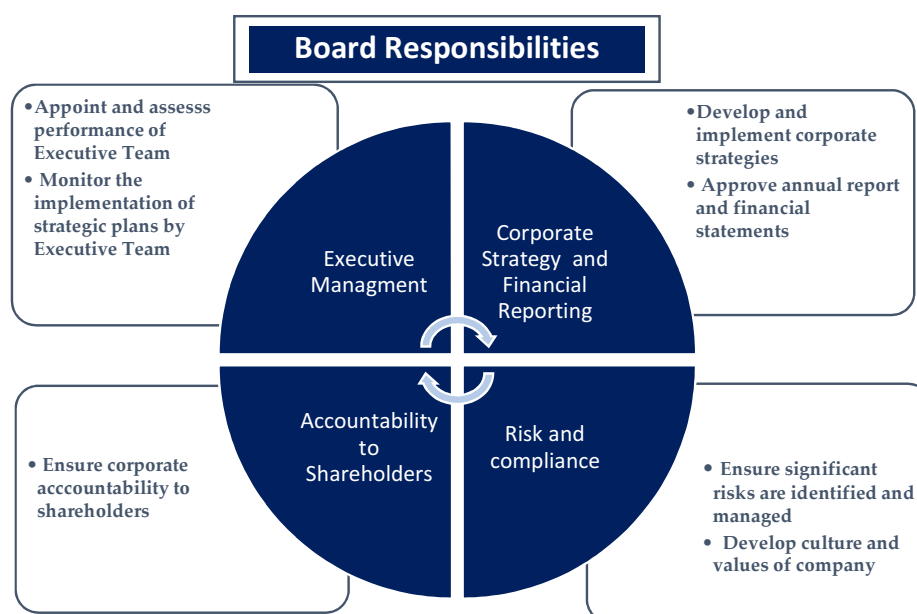 Board Responsibilities
•Appoint and assesss
performance of
Executive Team
• Monitor the
implementation of
strategic plans by
Executive Team
•Develop and
implement corporate
strategies
• Approve annual report
and financial
statements
Executive
Managment
Corporate
Strategy and
Financial
Reporting
Accountability
to
Shareholders
Risk and
compliance
• Ensure corporate
acccountability to
shareholders
• Ensure significant
risks are identified and
managed
• Develop culture and
values of company